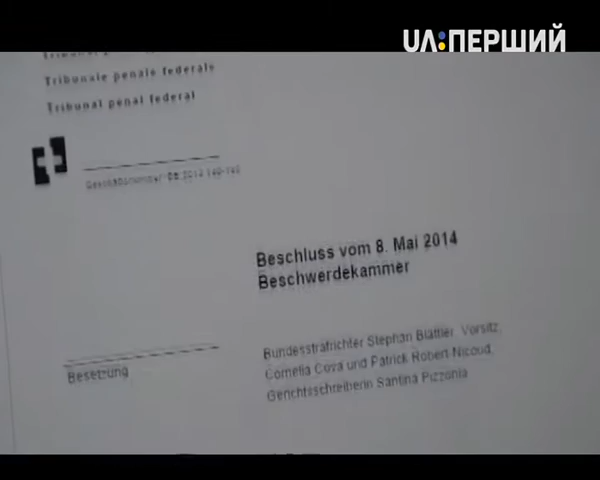 UA:ПЕРШИЙ
Tribunale penale federale
Tribunal penal federal
Beschluss vom 8. Mai 2014
Beschwerdekammer
Bundesstrafrichter Stephan Blättler, Vorsitz,
Besetzung
Cornelia Cova und Patrick Robert Nicoud,
Gerichtsschreiberin Santina Pizzonia